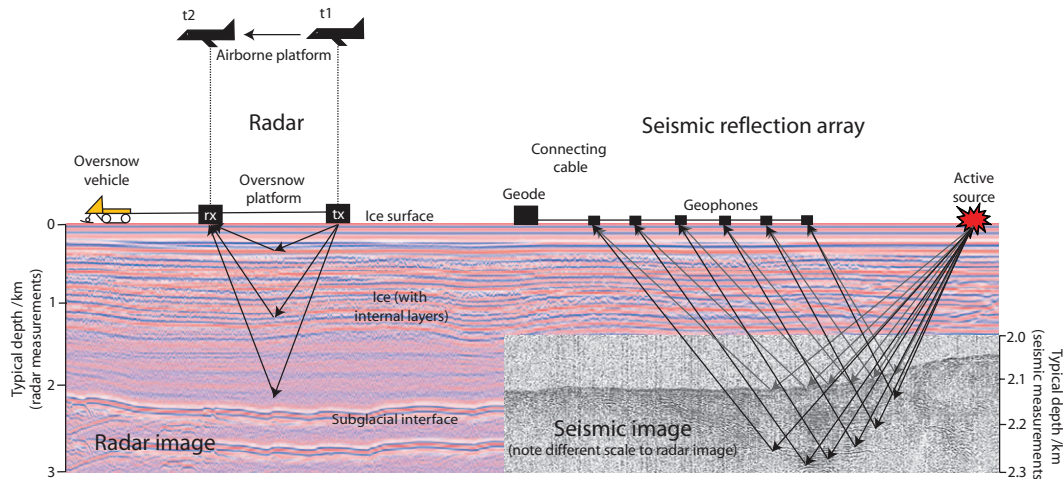 t2
t1
Airborne platform
Radar
Seismic reflection array
Connecting
cable
Oversnow
vehicle
Oversnow
platform
Geode
Geophones
Active
source
rx
tx
Ice surface
0
1
2
3
Typical depth /km
(radar measurements)
Ice (with
internal layers)
Subglacial interface
Radar image
Seismic image
(note different scale to radar image)
2.0
2.1
2.2
2.3
Typical depth /km
(seismic measurements)